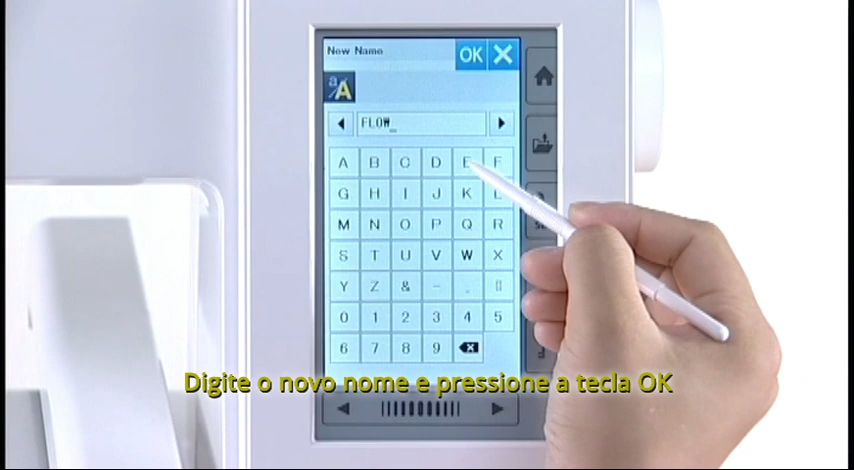 New Name
OK
a A
FLOW_
A B C D E F
G H I J K L
M N O P Q R
S T U V W X
Y Z & - _
0 1 2 3 4 5
6 7 8 9
Digite o novo nome e pressione a tecla OK